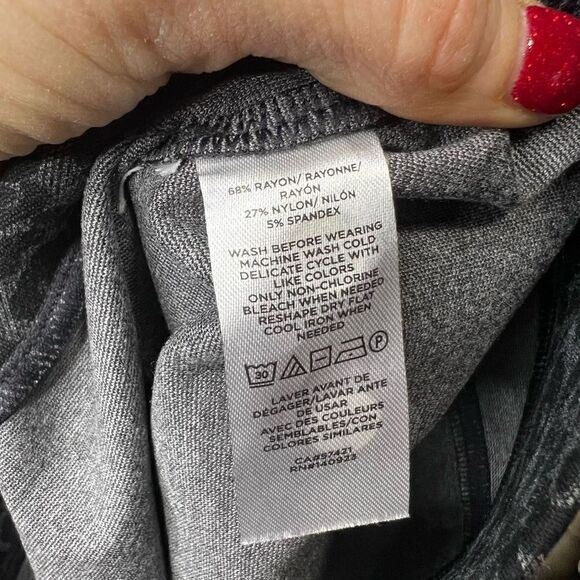 68% RAYON/ RAYONNE/
RAYÓN
27% NYLON/ NILÓN
5% SPANDEX
WASH BEFORE WEARING
MACHINE WASH COLD
DELICATE CYCLE WITH
LIKE COLORS
ONLY NON-CHLORINE
BLEACH WHEN NEEDED
RESHAPE DRY FLAT
COOL IRON WHEN
NEEDED
30 P
LAVER AVANT DE
DÉGAGER/LAVAR ANTE
DE USAR
AVEC DES COULEURS
SEMBLABLES/CON
COLORES SIMILARES
CA#57421
RN#140923